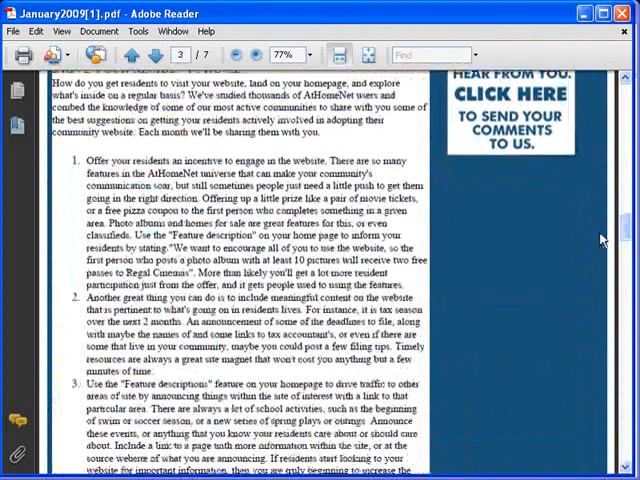 January2009[1].pdf - Adobe Reader
File Edit View Document Tools Window Help
3 / 7 77% Find
How do you get residents to visit your website, land on your homepage, and explore
what's inside on a regular basis? We've studied thousands of AtHomeNet users and
combed the knowledge of some of our most active communities to share with you some of
the best suggestions on getting your residents actively involved in adopting their
community website. Each month we'll be sharing them with you.
1. Offer your residents an incentive to engage in the website. There are so many
features in the AtHomeNet universe that can make your community's
communication soar, but still sometimes people just need a little push to get them
going in the right direction. Offering up a little prize like a pair of movie tickets,
or a free pizza coupon to the first person who completes something in a given
area. Photo albums and homes for sale are great features for this, or even
classifieds. Use the "Feature description" on your home page to inform your
residents by stating."We want to encourage all of you to use the website, so the
first person who posts a photo album with at least 10 pictures will receive two free
passes to Regal Cinemas". More than likely you'll get a lot more resident
participation just from the offer, and it gets people used to using the features.
2. Another great thing you can do is to include meaningful content on the website
that is pertinent to what's going on in residents lives. For instance, it is tax season
over the next 2 months. An announcement of some of the deadlines to file, along
with maybe the names of and some links to tax accountant's, or even if there are
some that live in your community, maybe you could post a few filing tips. Timely
resources are always a great site magnet that won't cost you anything but a few
minutes of time.
3. Use the "Feature descriptions" feature on your homepage to drive traffic to other
areas of site by announcing things within the site of interest with a link to that
particular area. There are always a lot of school activities, such as the beginning
of swim or soccer season, or a new series of spring plays or outings. Announce
these events, or anything that you know your residents care about or should care
about. Include a link to a page with more information within the site, or at the
source website of what you are announcing. If residents start looking to your
website for important information, then you are truly beginning to increase the
HEAR FROM YOU.
CLICK HERE
TO SEND YOUR
COMMENTS
TO US.